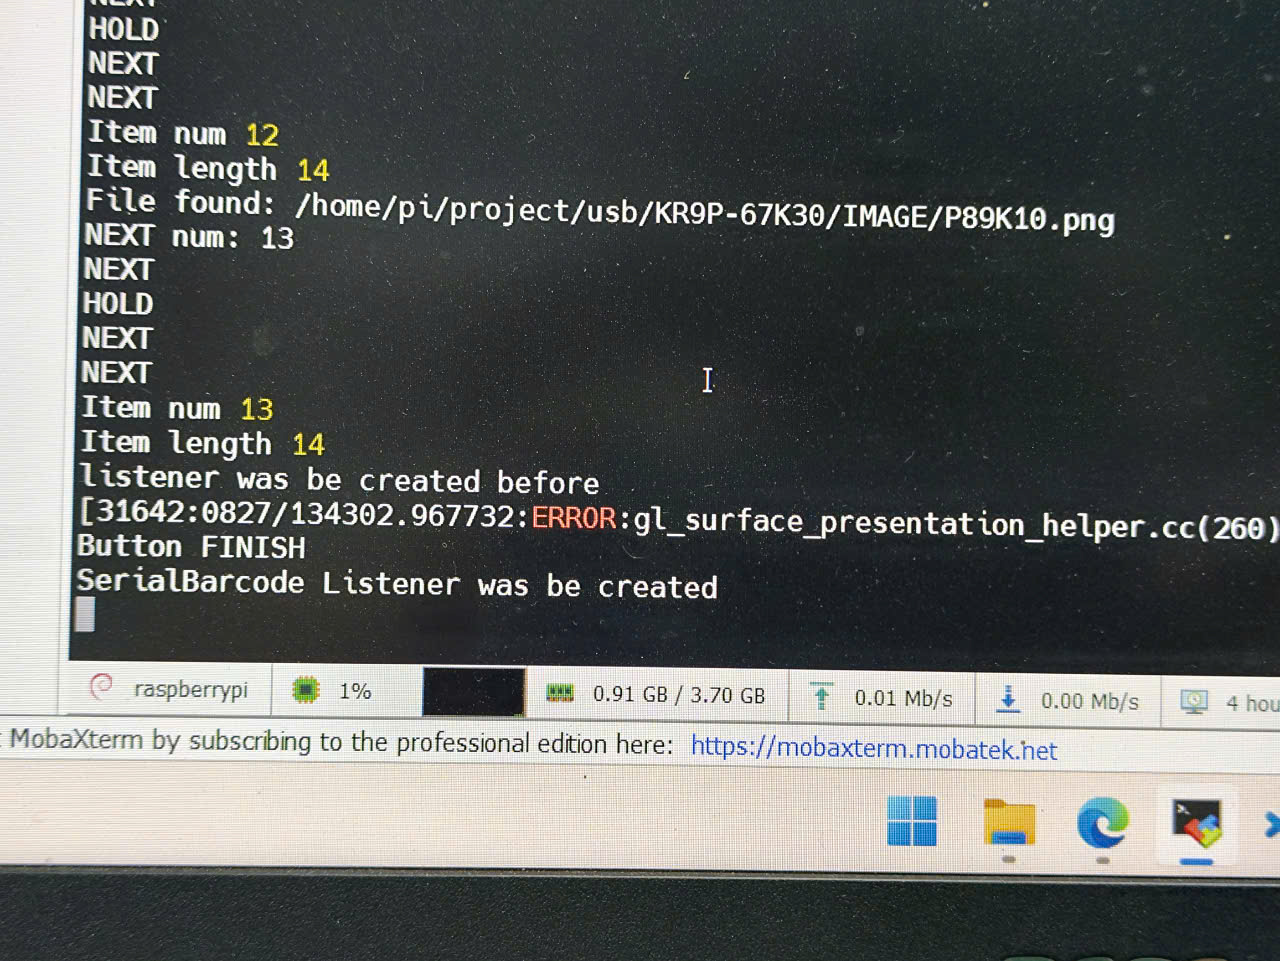 NEXT
HOLD
NEXT
NEXT
Item num 12
Item length 14
File found: /home/pi/project/usb/KR9P-67K30/IMAGE/P89K10.png
NEXT num: 13
NEXT
HOLD
NEXT
NEXT
Item num 13
Item length 14
listener was be created before
[31642:0827/134302.967732:ERROR:gl_surface_presentation_helper.cc(260)
Button FINISH
SerialBarcode Listener was be created
raspberrypi 1% 0.91 GB / 3.70 GB 0.01 Mb/s 0.00 Mb/s 4 hou
MobaXterm by subscribing to the professional edition here: https://mobaxterm.mobatek.net